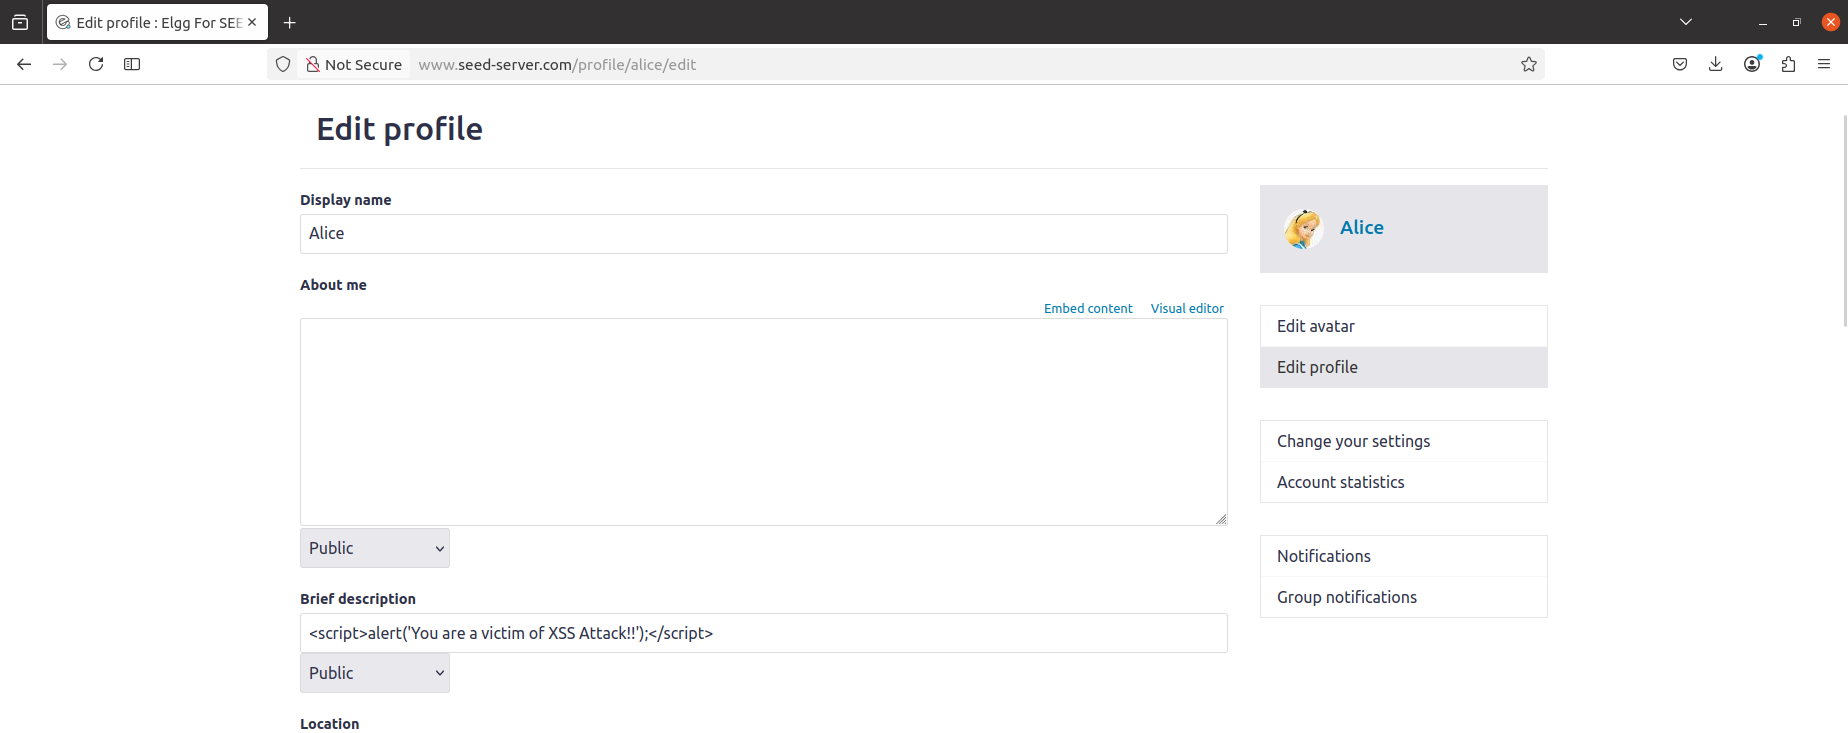 Edit profile : Elgg For SEE
Not Secure www.seed-server.com/profile/alice/edit
Edit profile
Display name
Alice
About me
Embed content Visual editor
Public
Brief description
<script>alert('You are a victim of XSS Attack!!');</script>
Public
Location
Alice
Edit avatar
Edit profile
Change your settings
Account statistics
Notifications
Group notifications